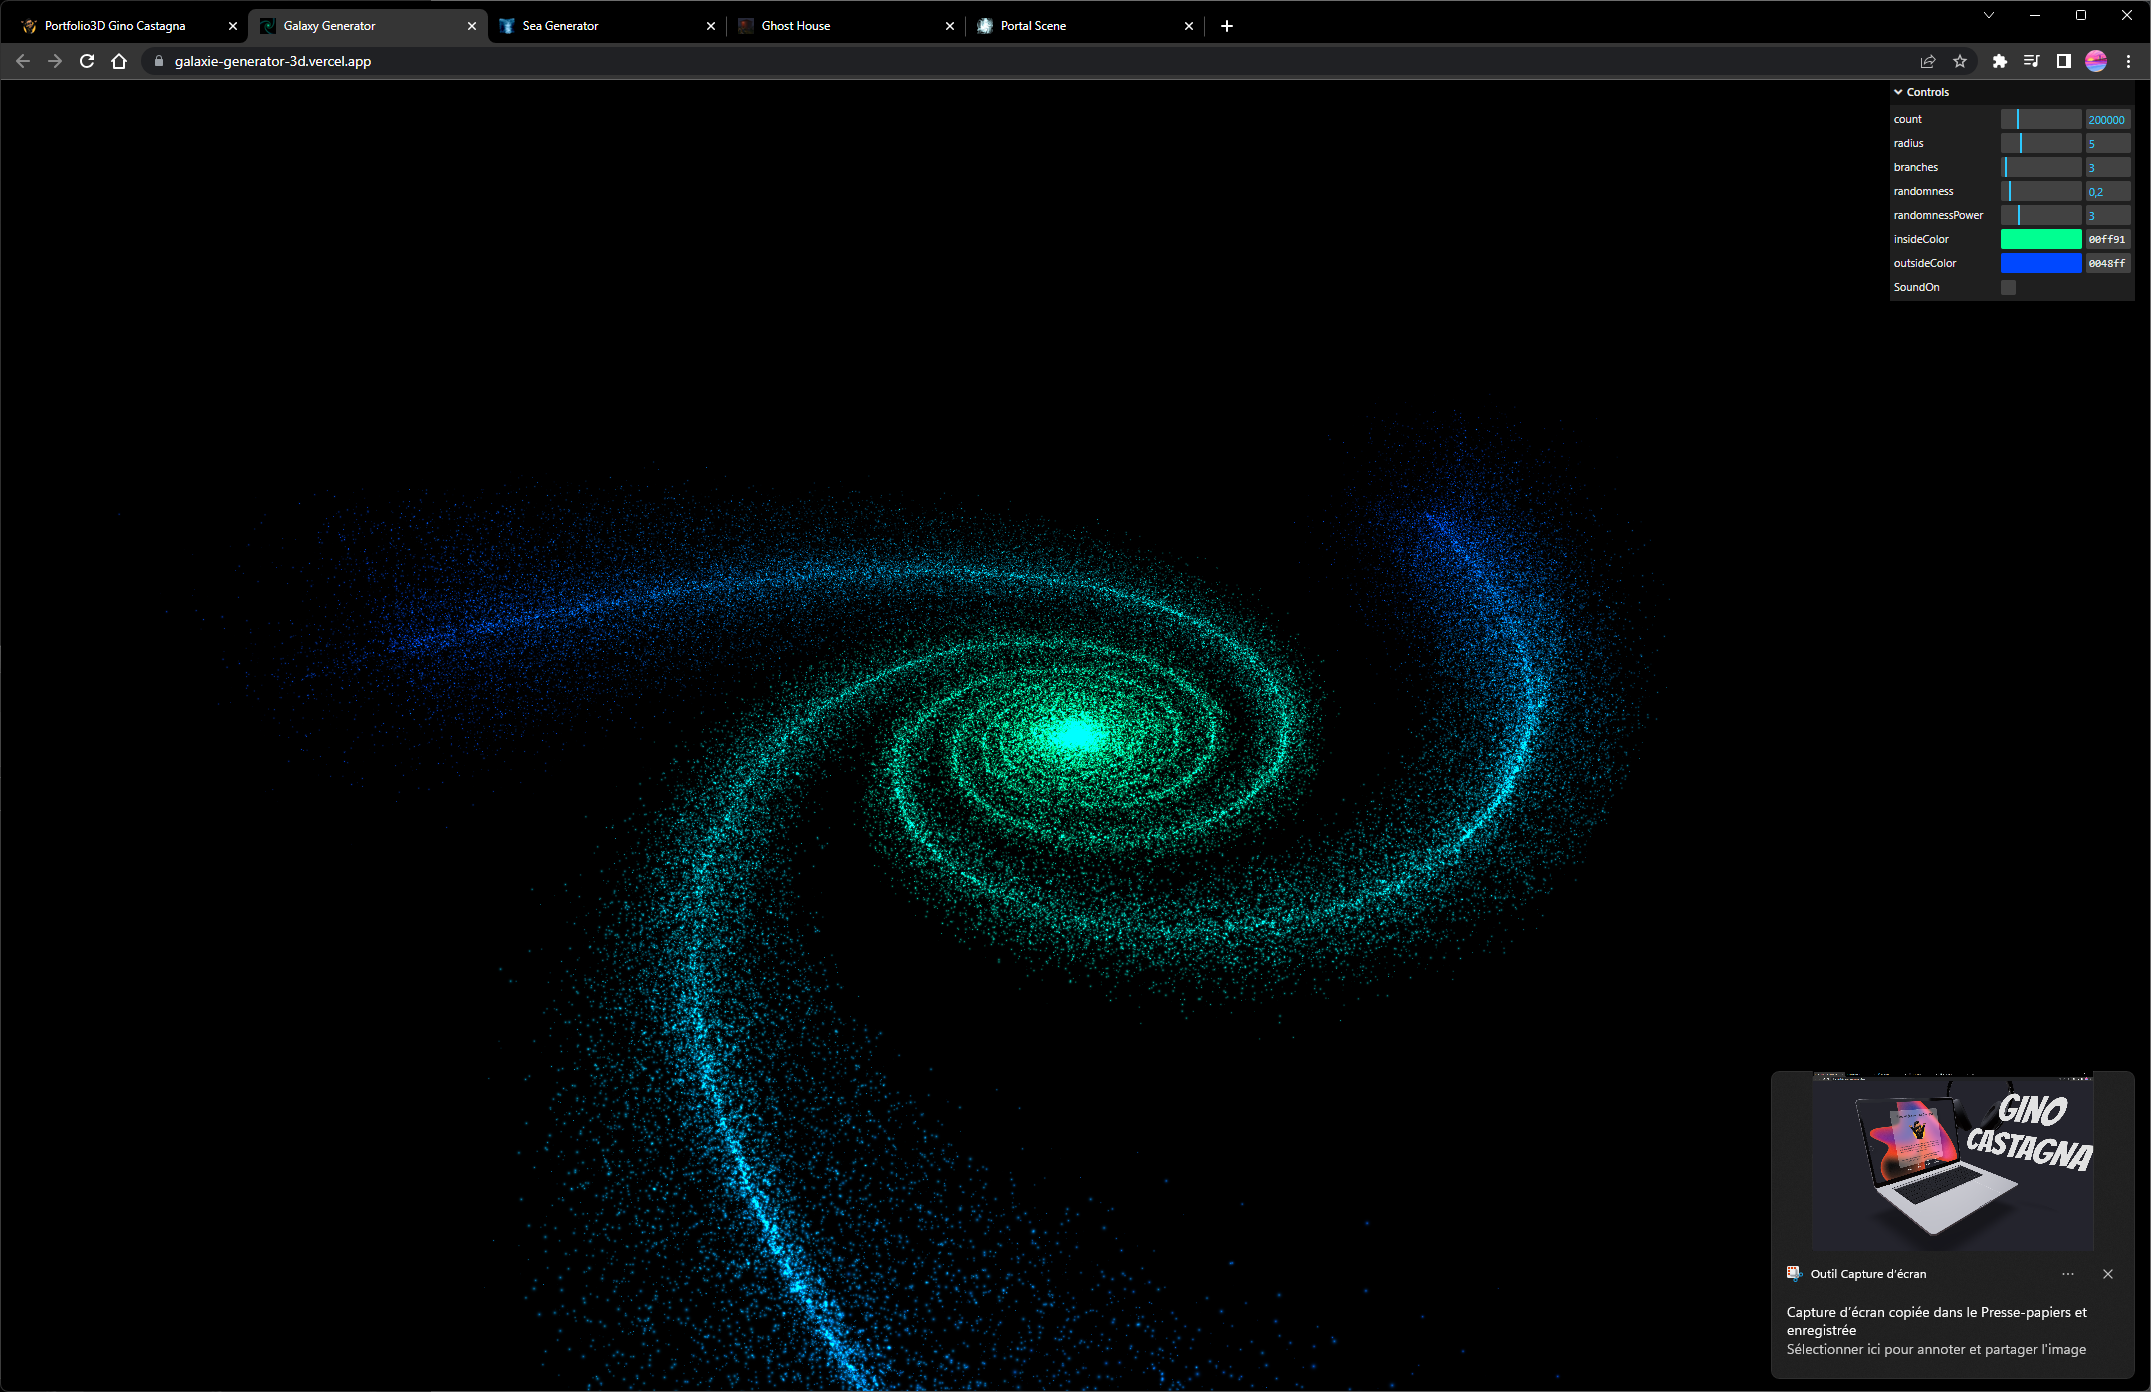 Portfolio3D Gino Castagna
Galaxy Generator
Sea Generator
Ghost House
Portal Scene
galaxie-generator-3d.vercel.app
Controls
count 200000
radius 5
branches 3
randomness 0,2
randomnessPower 3
insideColor 00ff91
outsideColor 0048ff
SoundOn
GINO
CASTAGNA
Outil Capture d'écran
Capture d'écran copiée dans le Presse-papiers et
enregistrée
Sélectionner ici pour annoter et partager l'image